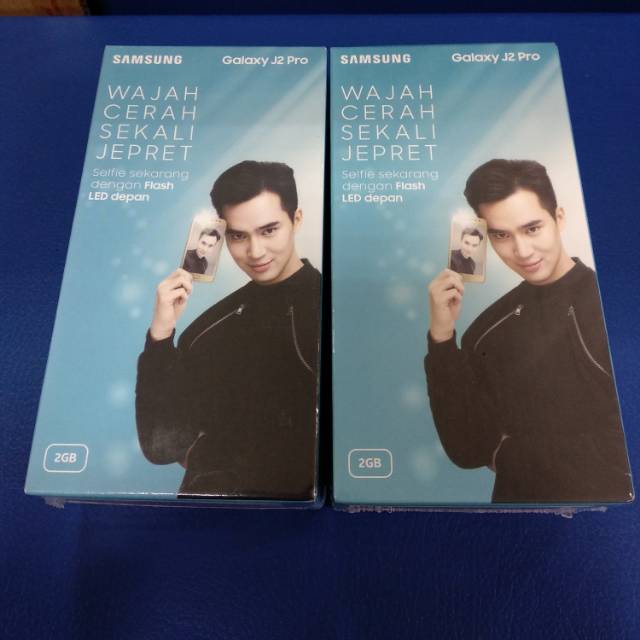 SAMSUNG Galaxy J2 Pro
WAJAH
CERAH
SEKALI
JEPRET
Selfie sekarang
dengan Flash
LED depan
2GB
SAMSUNG Galaxy J2 Pro
WAJAH
CERAH
SEKALI
JEPRET
Selfie sekarang
dengan Flash
LED depan
2GB